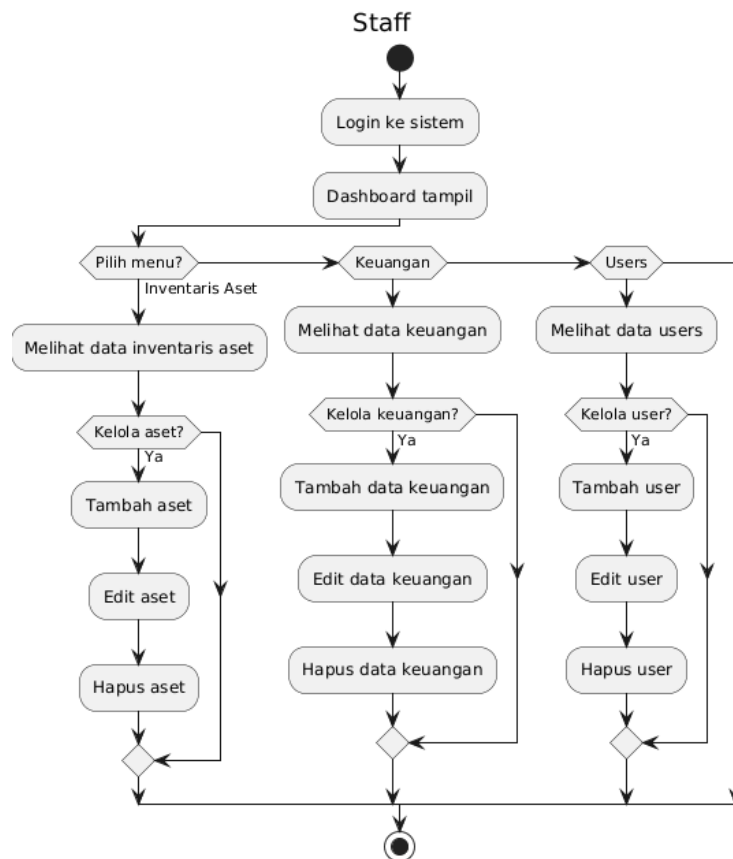 Staff
Login ke sistem
Dashboard tampil
Pilih menu?
Inventaris Aset
Melihat data inventaris aset
Kelola aset?
Ya
Tambah aset
Edit aset
Hapus aset
Keuangan
Melihat data keuangan
Kelola keuangan?
Ya
Tambah data keuangan
Edit data keuangan
Hapus data keuangan
Users
Melihat data users
Kelola user?
Ya
Tambah user
Edit user
Hapus user